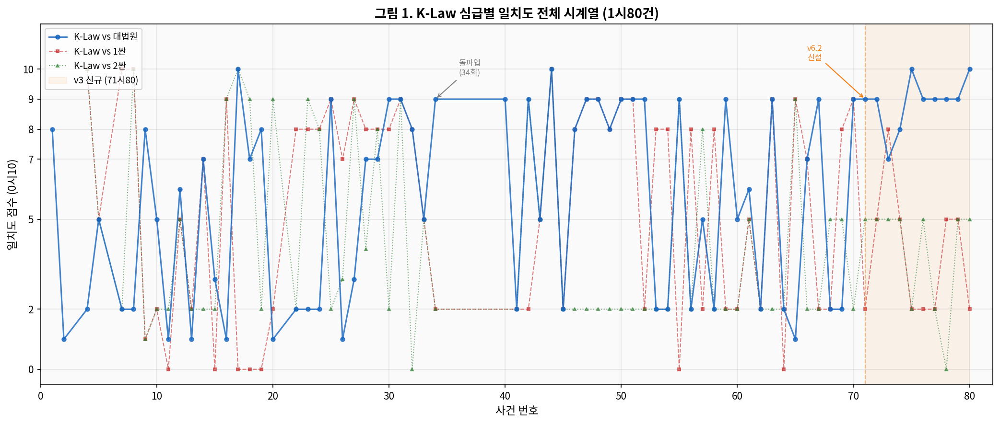 그림 1. K-Law 심급별 일치도 전체 시계열 (1시80건)
K-Law vs 대법원
K-Law vs 1싼
K-Law vs 2싼
v3 신규 (71시80)
돌파업
(34회)
v6.2
신설
일치도 점수 (0시10)
10
9
8
7
5
2
0
0 10 20 30 40 50 60 70 80
사건 번호